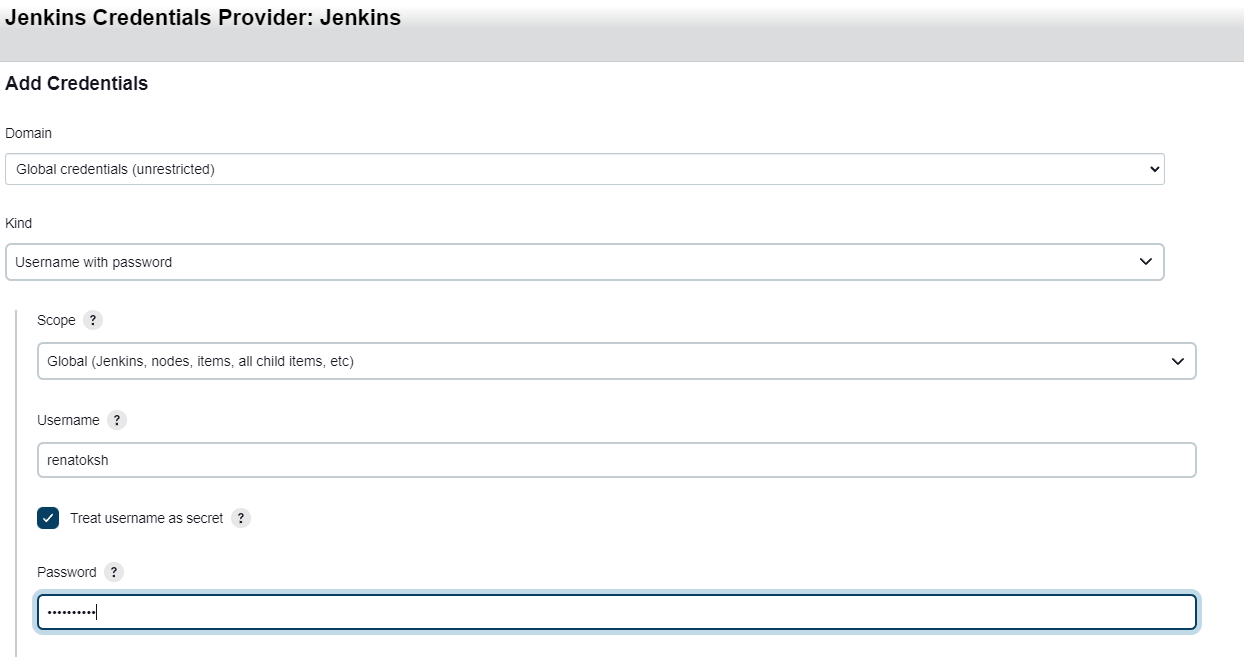 Jenkins Credentials Provider: Jenkins
Add Credentials
Domain
Global credentials (unrestricted)
Kind
Username with password
Scope ?
Global (Jenkins, nodes, items, all child items, etc)
Username ?
renatoksh
Treat username as secret ?
Password ?
••••••••••